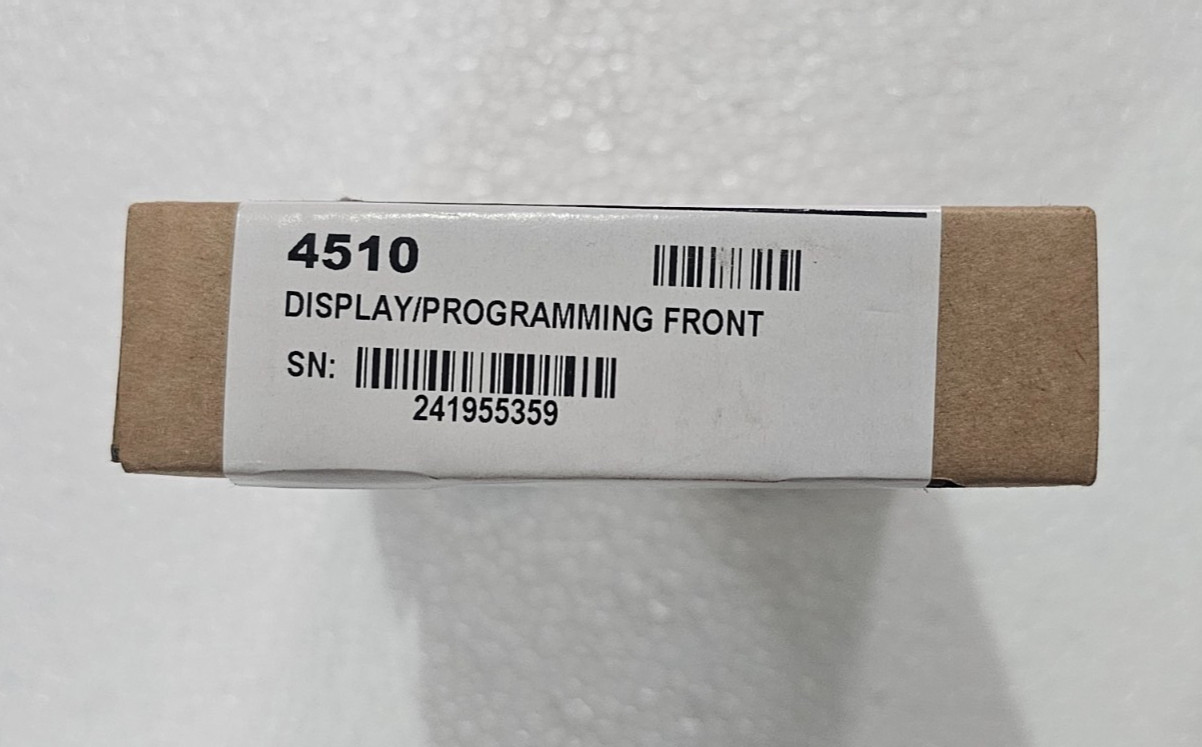 4510
DISPLAY/PROGRAMMING FRONT
SN:
241955359